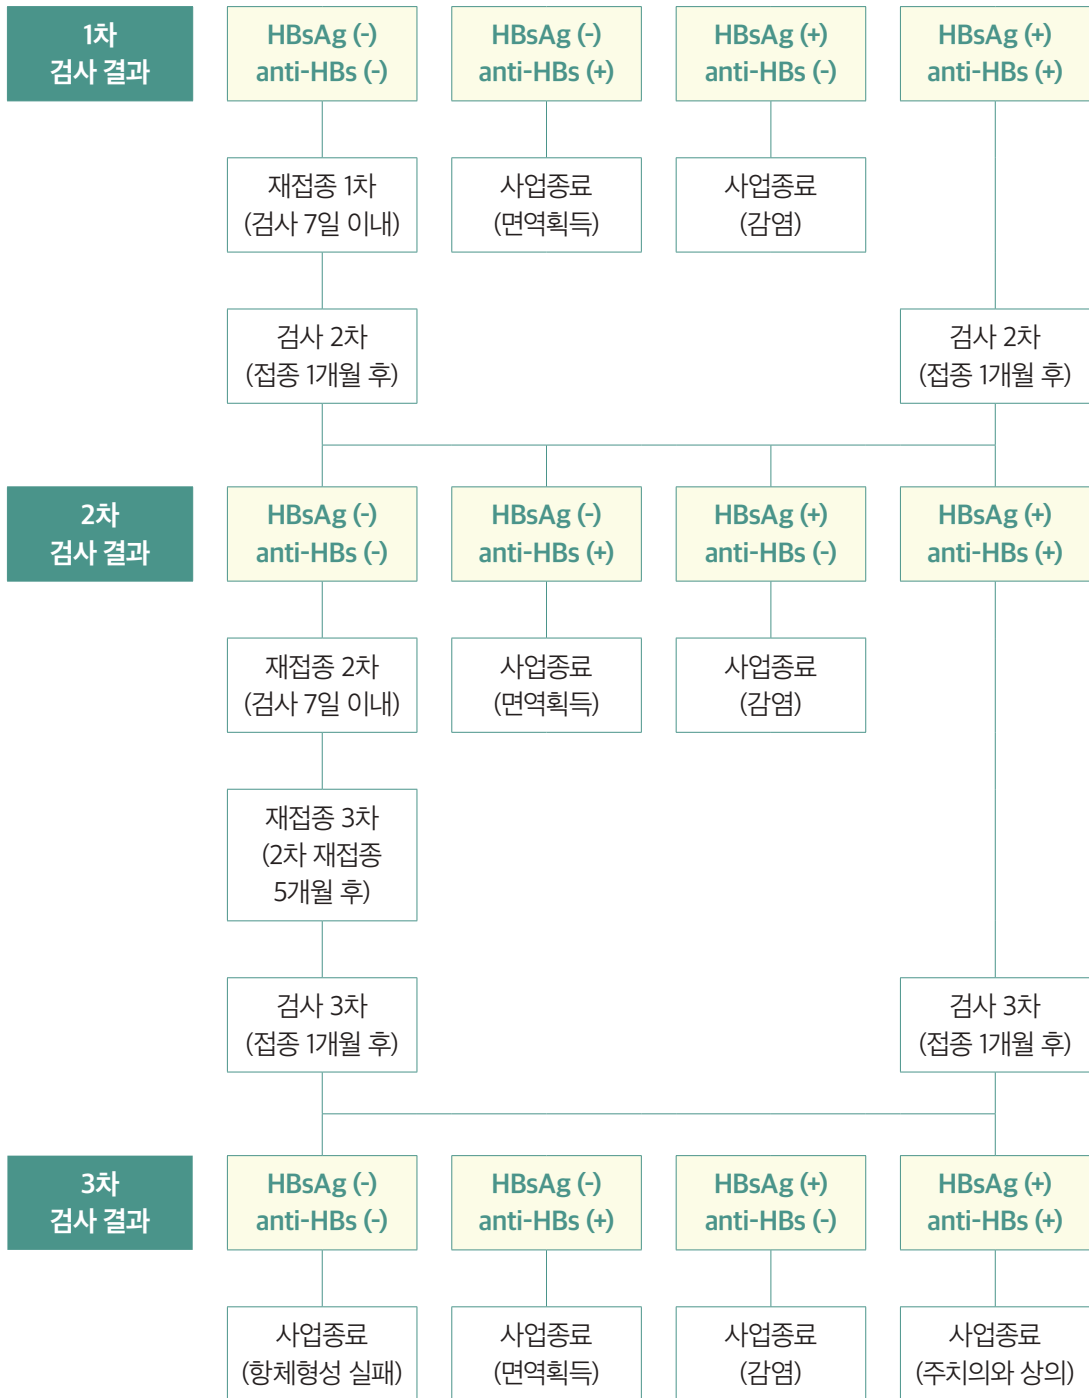 1차
검사 결과
HBsAg (-)
anti-HBs (-)
HBsAg (-)
anti-HBs (+)
HBsAg (+)
anti-HBs (-)
HBsAg (+)
anti-HBs (+)
재접종 1차
(검사 7일 이내)
사업종료
(면역획득)
사업종료
(감염)
검사 2차
(접종 1개월 후)
검사 2차
(접종 1개월 후)
2차
검사 결과
HBsAg (-)
anti-HBs (-)
HBsAg (-)
anti-HBs (+)
HBsAg (+)
anti-HBs (-)
HBsAg (+)
anti-HBs (+)
재접종 2차
(검사 7일 이내)
사업종료
(면역획득)
사업종료
(감염)
재접종 3차
(2차 재접종
5개월 후)
검사 3차
(접종 1개월 후)
검사 3차
(접종 1개월 후)
3차
검사 결과
HBsAg (-)
anti-HBs (-)
HBsAg (-)
anti-HBs (+)
HBsAg (+)
anti-HBs (-)
HBsAg (+)
anti-HBs (+)
사업종료
(항체형성 실패)
사업종료
(면역획득)
사업종료
(감염)
사업종료
(주치의와 상의)